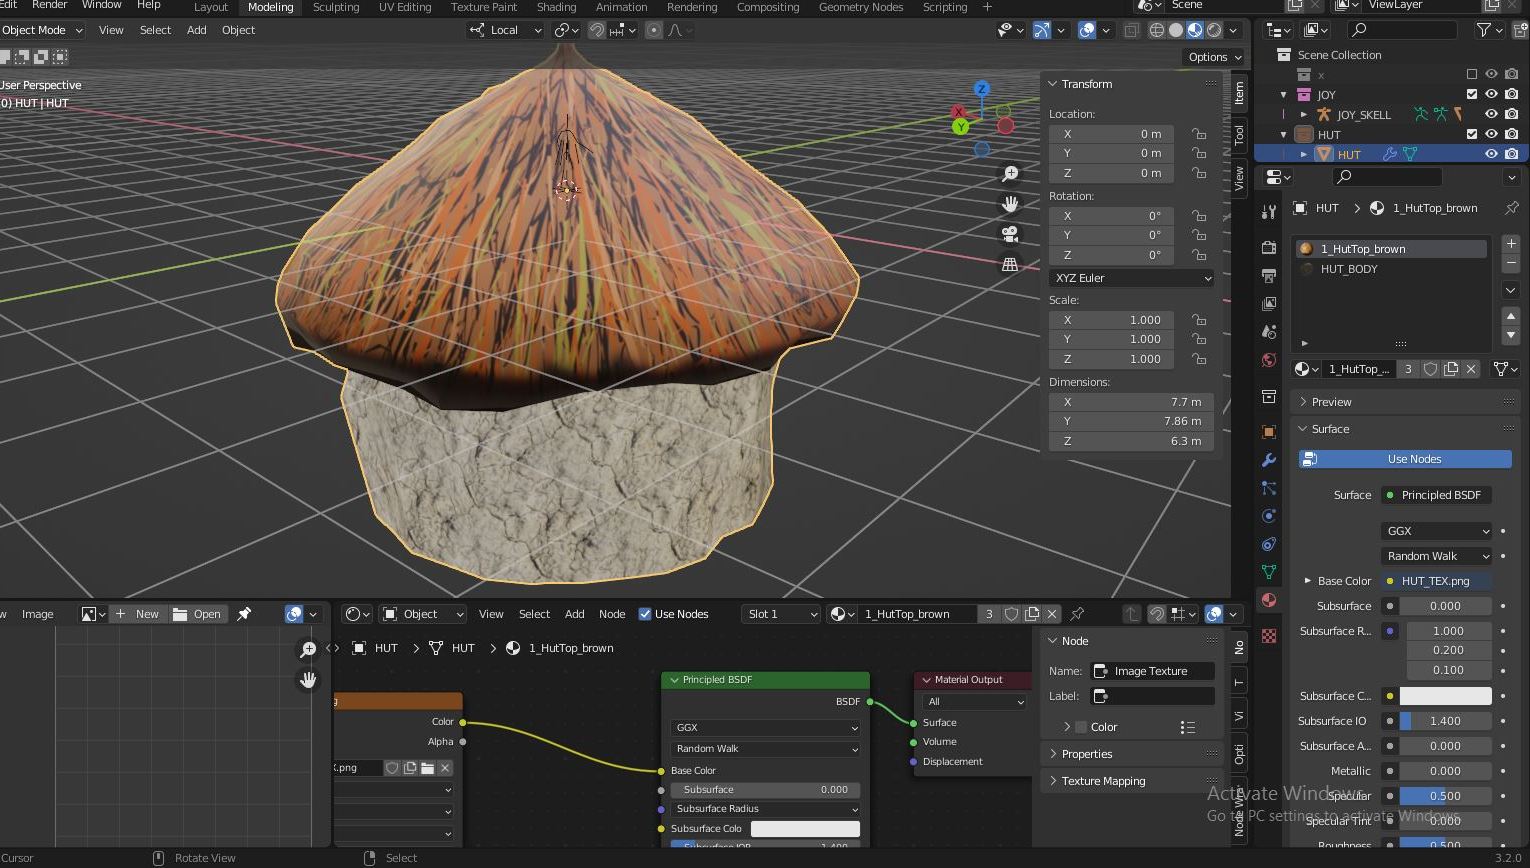 Edit Render Window Help Layout Modeling Sculpting UV Editing Texture Paint Shading Animation Rendering Compositing Geometry Nodes Scripting + Scene ViewLayer
Object Mode View Select Add Object Local
Options
User Perspective
0) HUT | HUT
Transform
Location:
X 0 m
Y 0 m
Z 0 m
Rotation:
X 0°
Y 0°
Z 0°
XYZ Euler
Scale:
X 1.000
Y 1.000
Z 1.000
Dimensions:
X 7.7 m
Y 7.86 m
Z 6.3 m
Item
Tool
View
Z
X
Y
Scene Collection
x
JOY
JOY_SKELL
HUT
HUT
HUT > 1_HutTop_brown
1_HutTop_brown
HUT_BODY
1_HutTop_... 3
Preview
Surface
Use Nodes
Surface Principled BSDF
GGX
Random Walk
Base Color HUT_TEX.png
Subsurface 0.000
Subsurface R... 1.000
0.200
0.100
Subsurface C...
Subsurface IO 1.400
Subsurface A... 0.000
Metallic 0.000
Specular 0.500
Specular Tint 0.000
Roughness 0.500
w Image + New Open
Object View Select Add Node Use Nodes Slot 1 1_HutTop_brown 3
HUT > HUT > 1_HutTop_brown
g
Color
Alpha
X.png
Principled BSDF
BSDF
GGX
Random Walk
Base Color
Subsurface 0.000
Subsurface Radius
Subsurface Colo
Subsurface IOR 1.400
Material Output
All
Surface
Volume
Displacement
Node
Name: Image Texture
Label:
Color
Properties
Texture Mapping
No
T
Vi
Opti
Node Wr
Activate Windows
Go to PC settings to activate Windows.
Cursor Rotate View Select 3.2.0